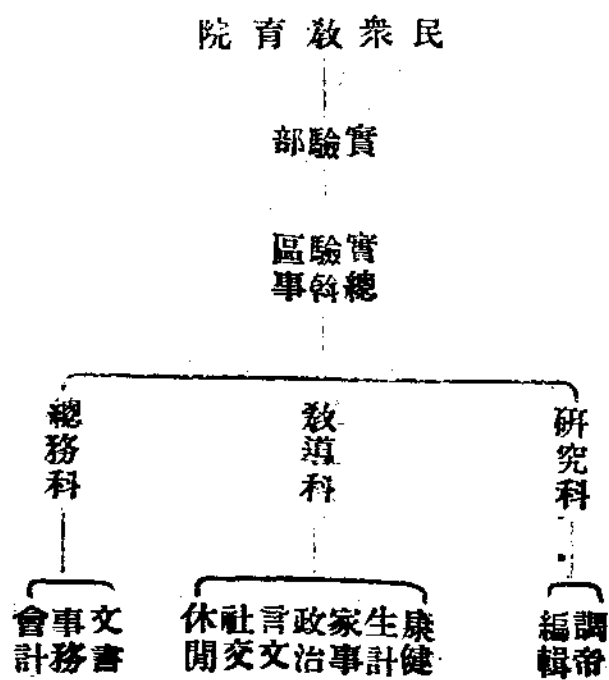 民衆教育院
實驗部
實驗區
總幹事
研究科
教導科
總務科
調查
編輯
康健
生計
家事
政治
言文
社交
休閒
文書
事務
會計